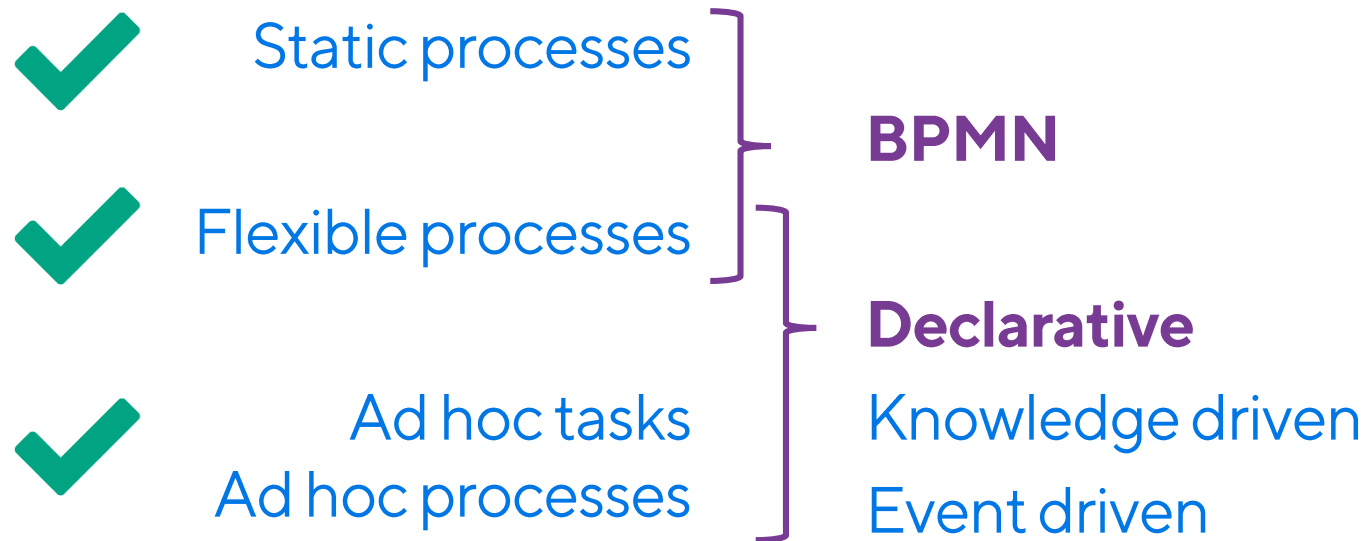 Static processes
BPMN
Flexible processes
Declarative
Ad hoc tasks
Knowledge driven
Ad hoc processes
Event driven